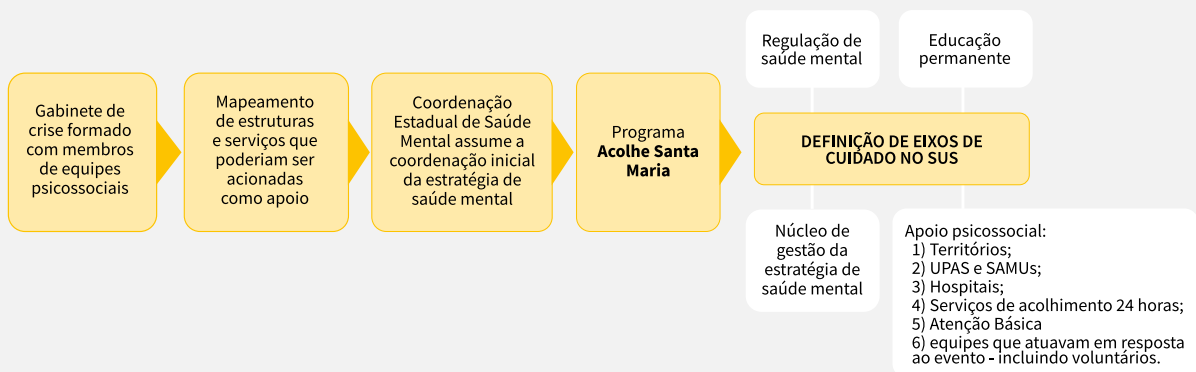 Gabinete de
crise formado
com membros
de equipes
psicossociais
Mapeamento
de estruturas
e serviços que
poderiam ser
acionadas
como apoio
Coordenação
Estadual de Saúde
Mental assume a
coordenação inicial
da estratégia de
saúde mental
Programa
Acolhe Santa
Maria
Regulação de
saúde mental
Educação
permanente
DEFINIÇÃO DE EIXOS DE
CUIDADO NO SUS
Núcleo de
gestão da
estratégia de
saúde mental
Apoio psicossocial:
1) Territórios;
2) UPAS e SAMUs;
3) Hospitais;
4) Serviços de acolhimento 24 horas;
5) Atenção Básica
6) equipes que atuavam em resposta
ao evento - incluindo voluntários.